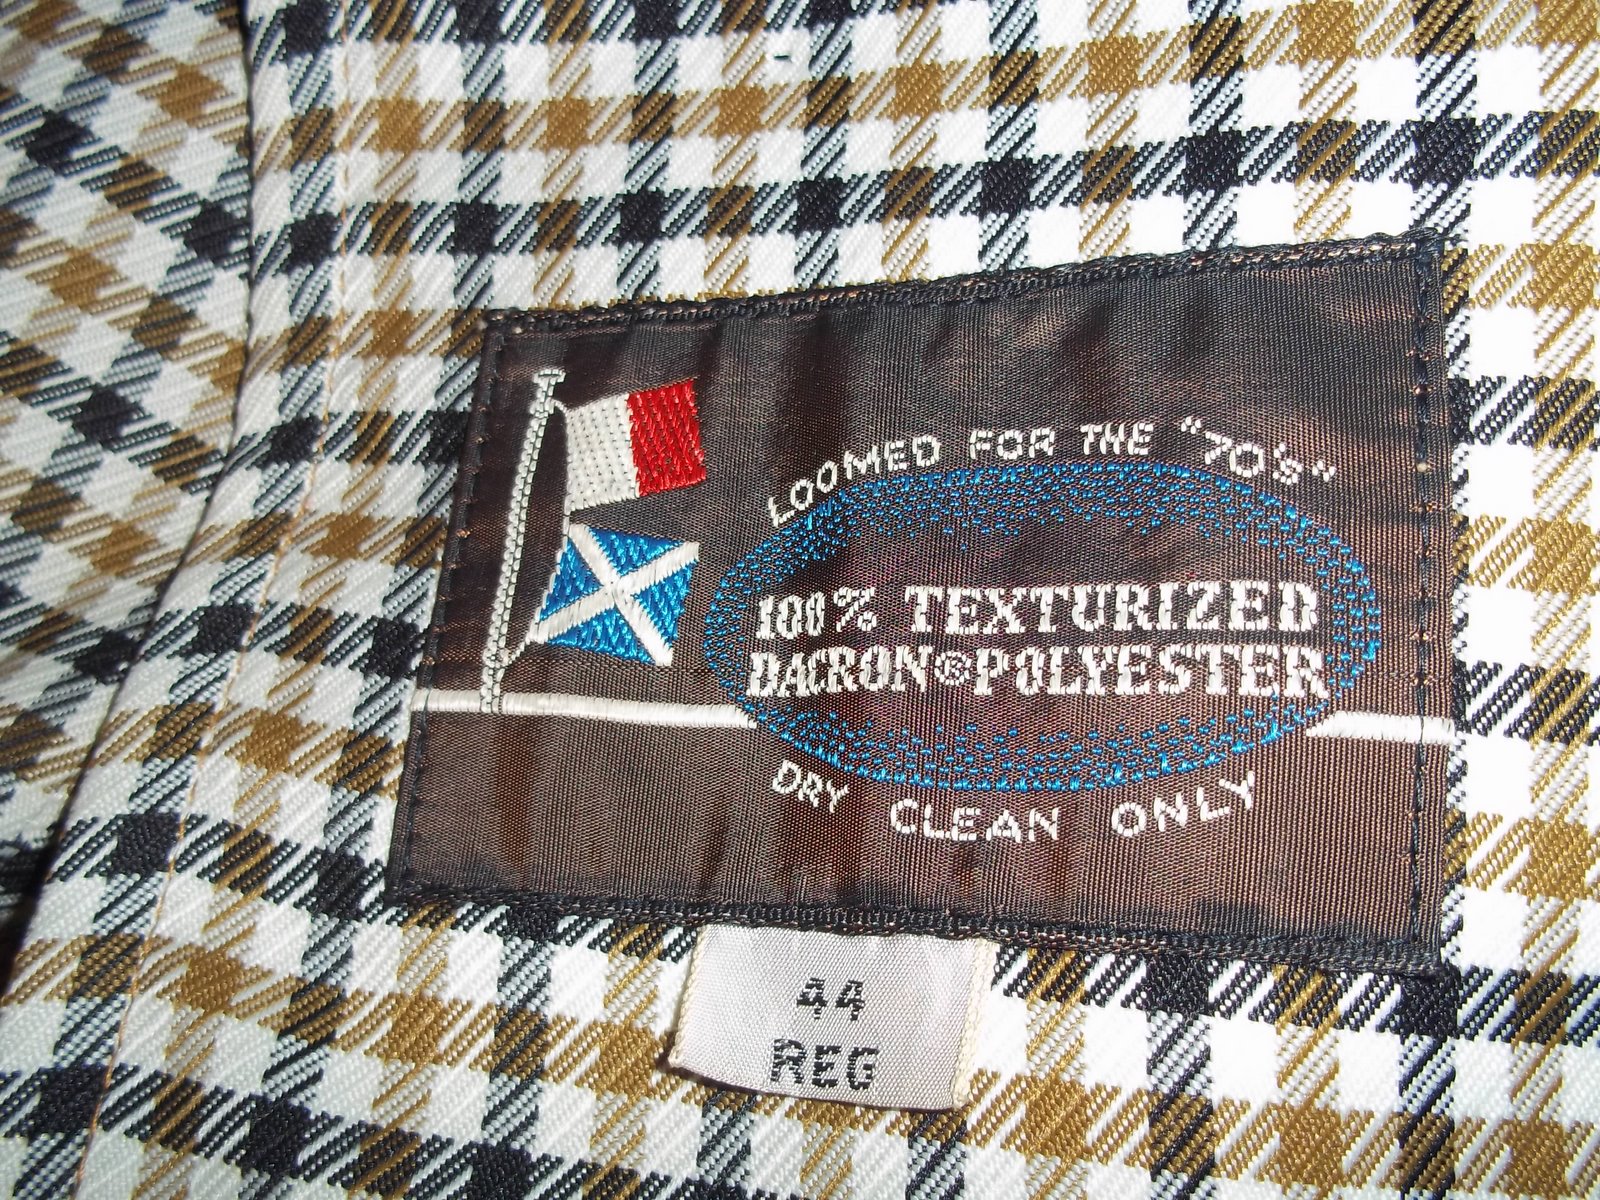 LOOMED FOR THE "70's"
100% TEXTURIZED
DACRON®POLYESTER
DRY CLEAN ONLY
44
REG